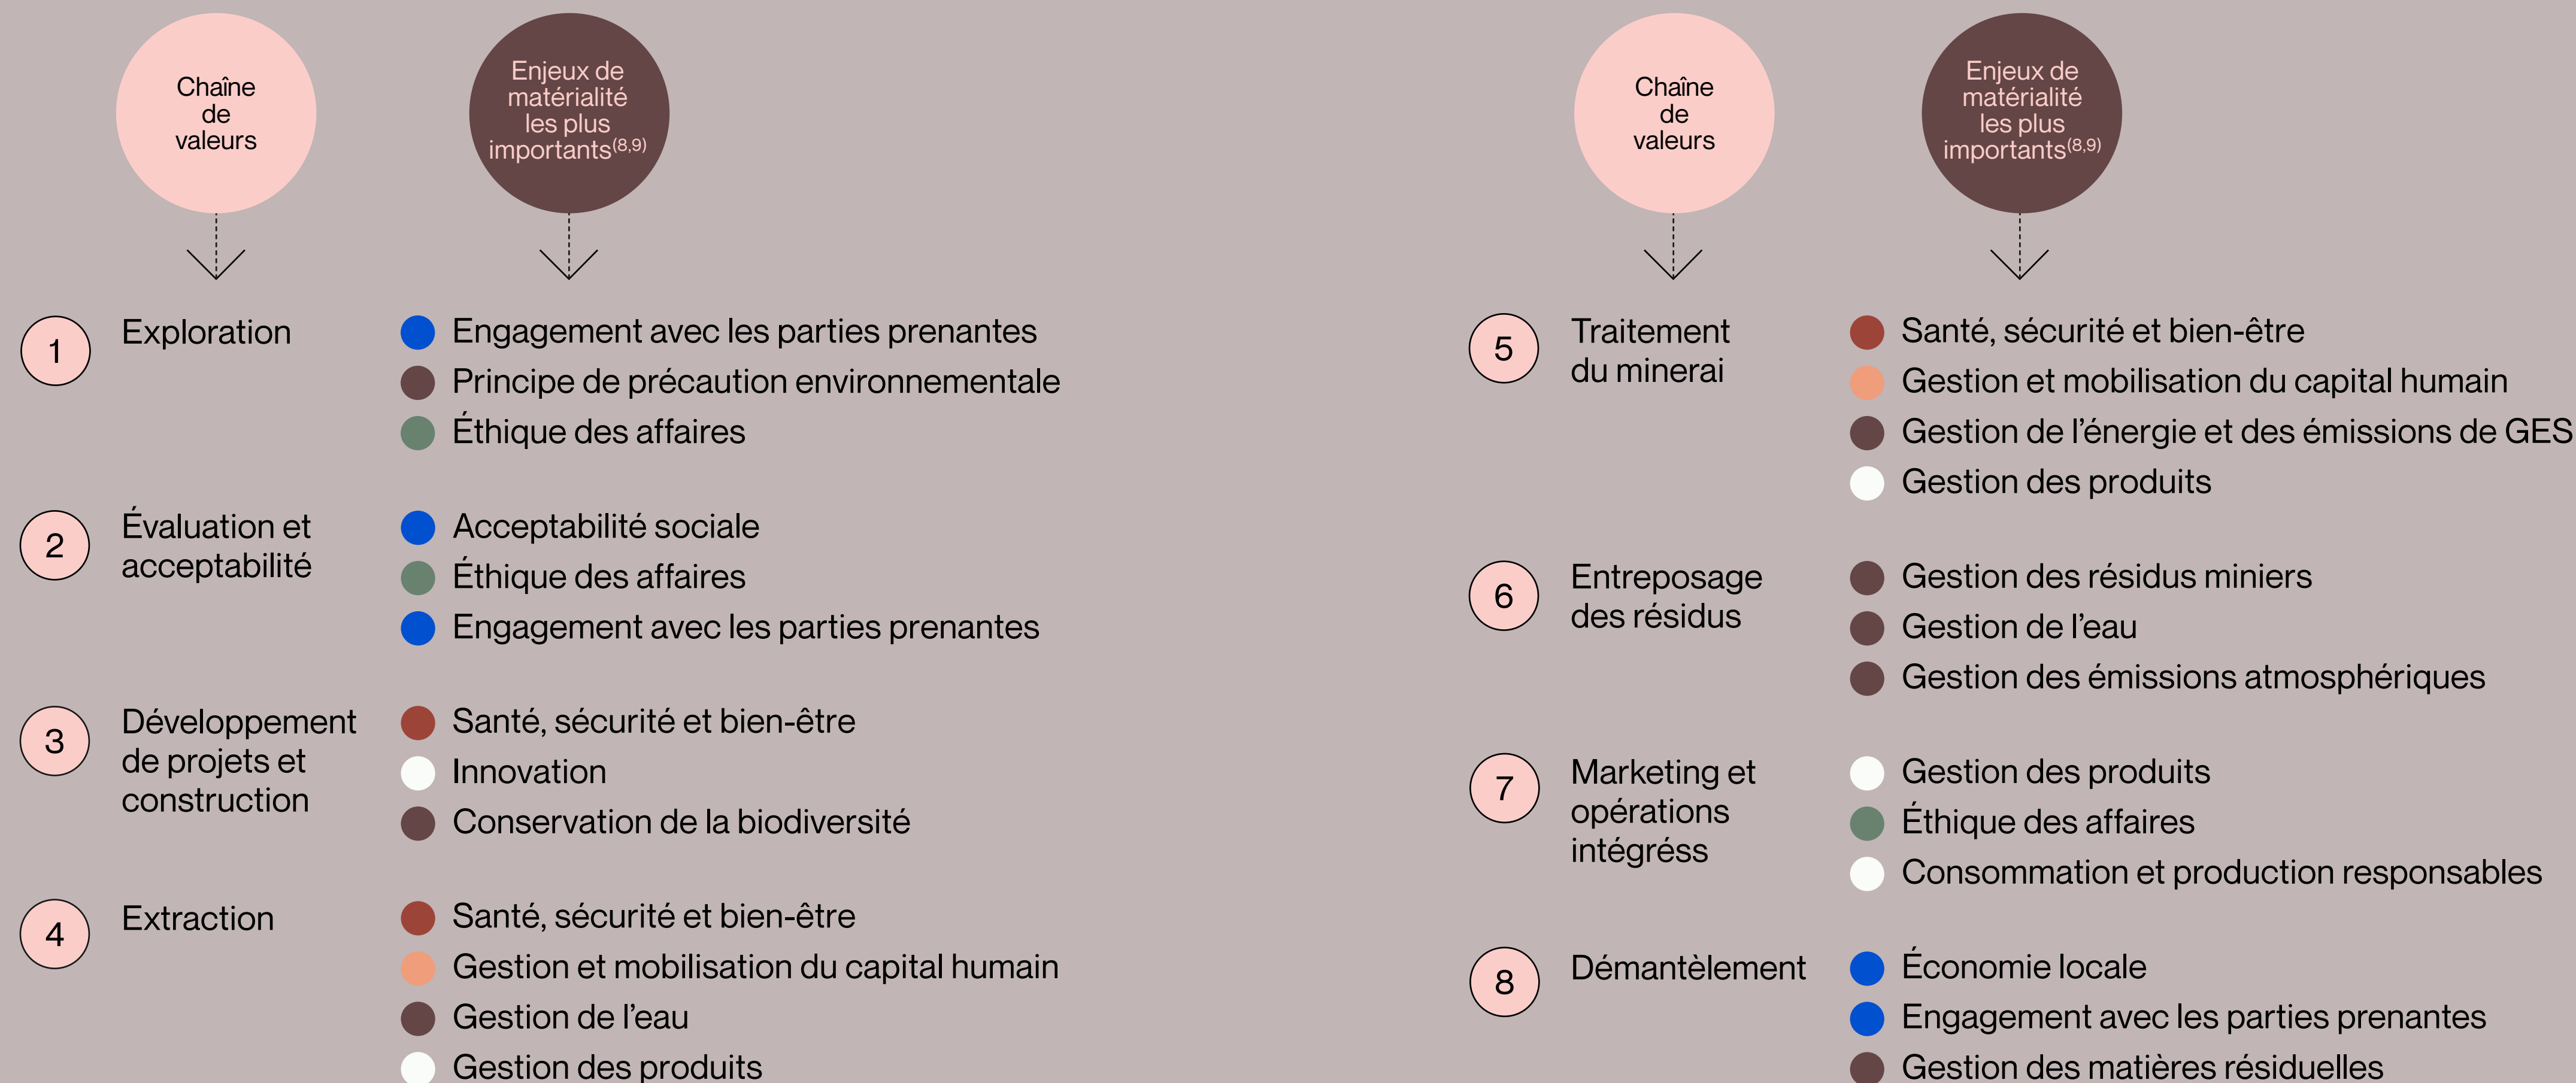 Chaîne
de
valeurs
Enjeux de
matérialité
les plus
importants(8,9)
1
Exploration
Engagement avec les parties prenantes
Principe de précaution environnementale
Éthique des affaires
2
Évaluation et
acceptabilité
Acceptabilité sociale
Éthique des affaires
Engagement avec les parties prenantes
3
Développement
de projets et
construction
Santé, sécurité et bien-être
Innovation
Conservation de la biodiversité
4
Extraction
Santé, sécurité et bien-être
Gestion et mobilisation du capital humain
Gestion de l’eau
Gestion des produits
Chaîne
de
valeurs
Enjeux de
matérialité
les plus
importants(8,9)
5
Traitement
du minerai
Santé, sécurité et bien-être
Gestion et mobilisation du capital humain
Gestion de l’énergie et des émissions de GES
Gestion des produits
6
Entreposage
des résidus
Gestion des résidus miniers
Gestion de l’eau
Gestion des émissions atmosphériques
7
Marketing et
opérations
intégréss
Gestion des produits
Éthique des affaires
Consommation et production responsables
8
Démantèlement
Économie locale
Engagement avec les parties prenantes
Gestion des matières résiduelles